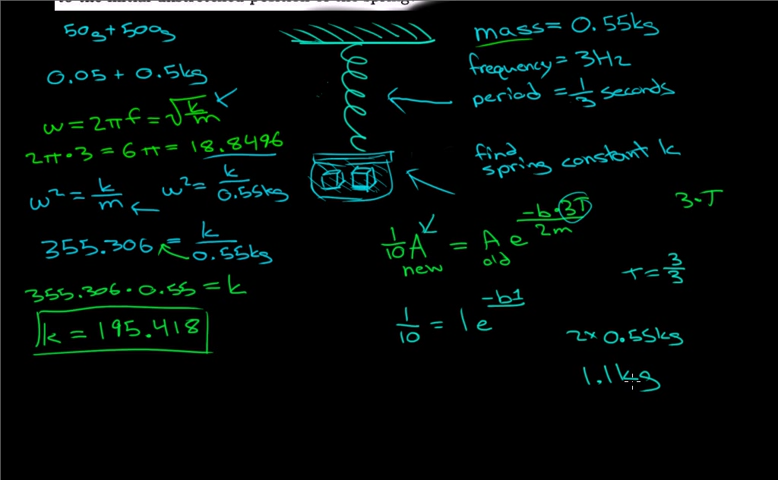 50g + 500g
0.05 + 0.5kg
w = 2πf = √(k/m)
2π·3 = 6π = 18.8496
w² = k/m w² = k/0.55kg
355.306 = k/0.55kg
355.306 · 0.55 = k
k = 195.418
mass = 0.55kg
frequency = 3Hz
period = 1/3 seconds
find
spring constant k
1/10 A = A e^(-b·3T/2m)
new old
3·T
T = 3/3
1/10 = 1e^(-b1/)
2 x 0.55kg
1.1kg